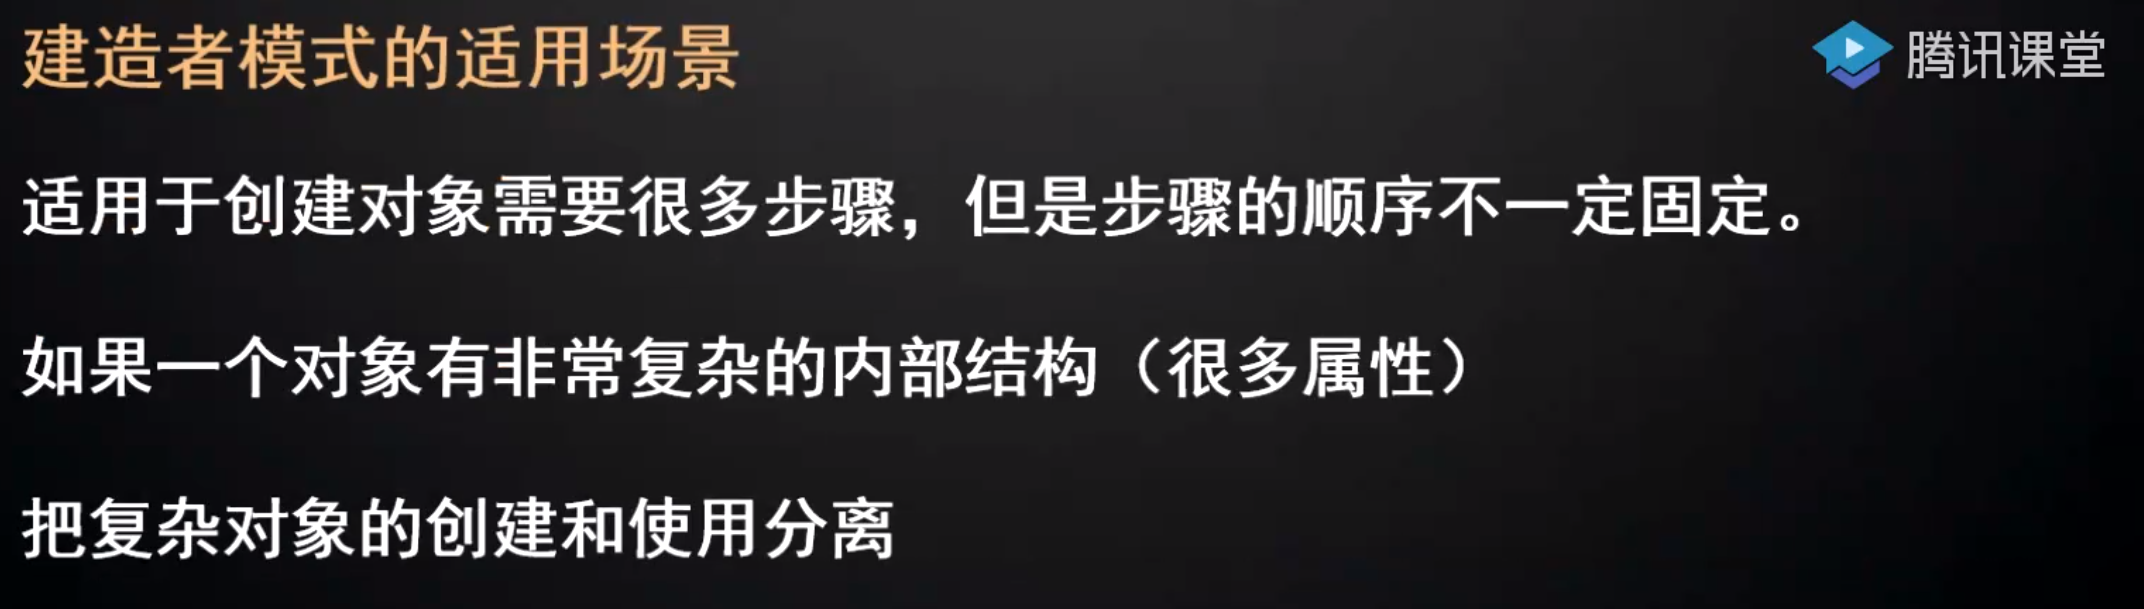 建造者模式的适用场景
腾讯课堂
适用于创建对象需要很多步骤，但是步骤的顺序不一定固定。
如果一个对象有非常复杂的内部结构（很多属性）
把复杂对象的创建和使用分离